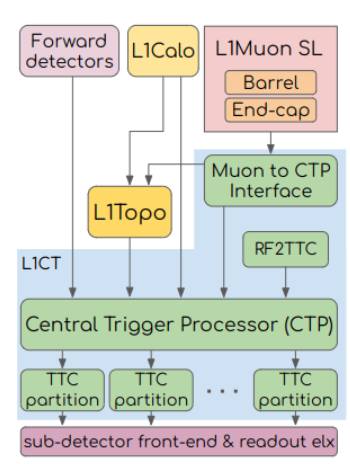 Forward
detectors
L1Calo
L1Muon SL
Barrel
End-cap
Muon to CTP
Interface
L1Topo
RF2TTC
L1CT
Central Trigger Processor (CTP)
TTC
partition
TTC
partition
. . .
TTC
partition
sub-detector front-end & readout elx